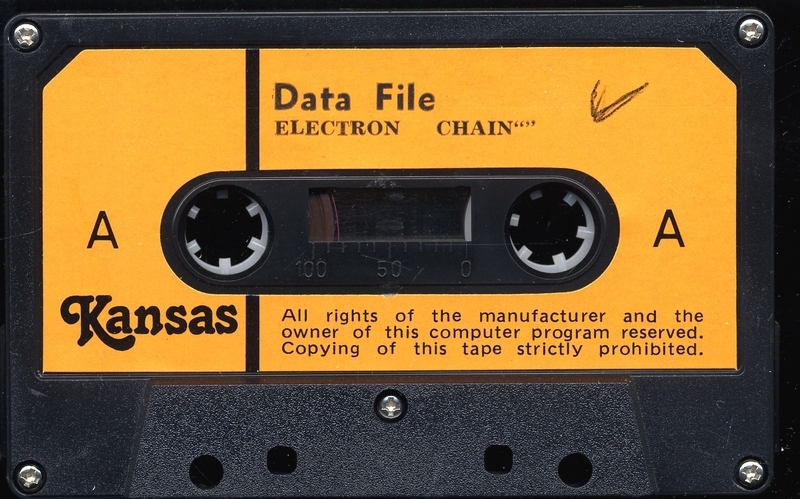 Data File
ELECTRON CHAIN“”
A A
100 50 0
Kansas
All rights of the manufacturer and the
owner of this computer program reserved.
Copying of this tape strictly prohibited.